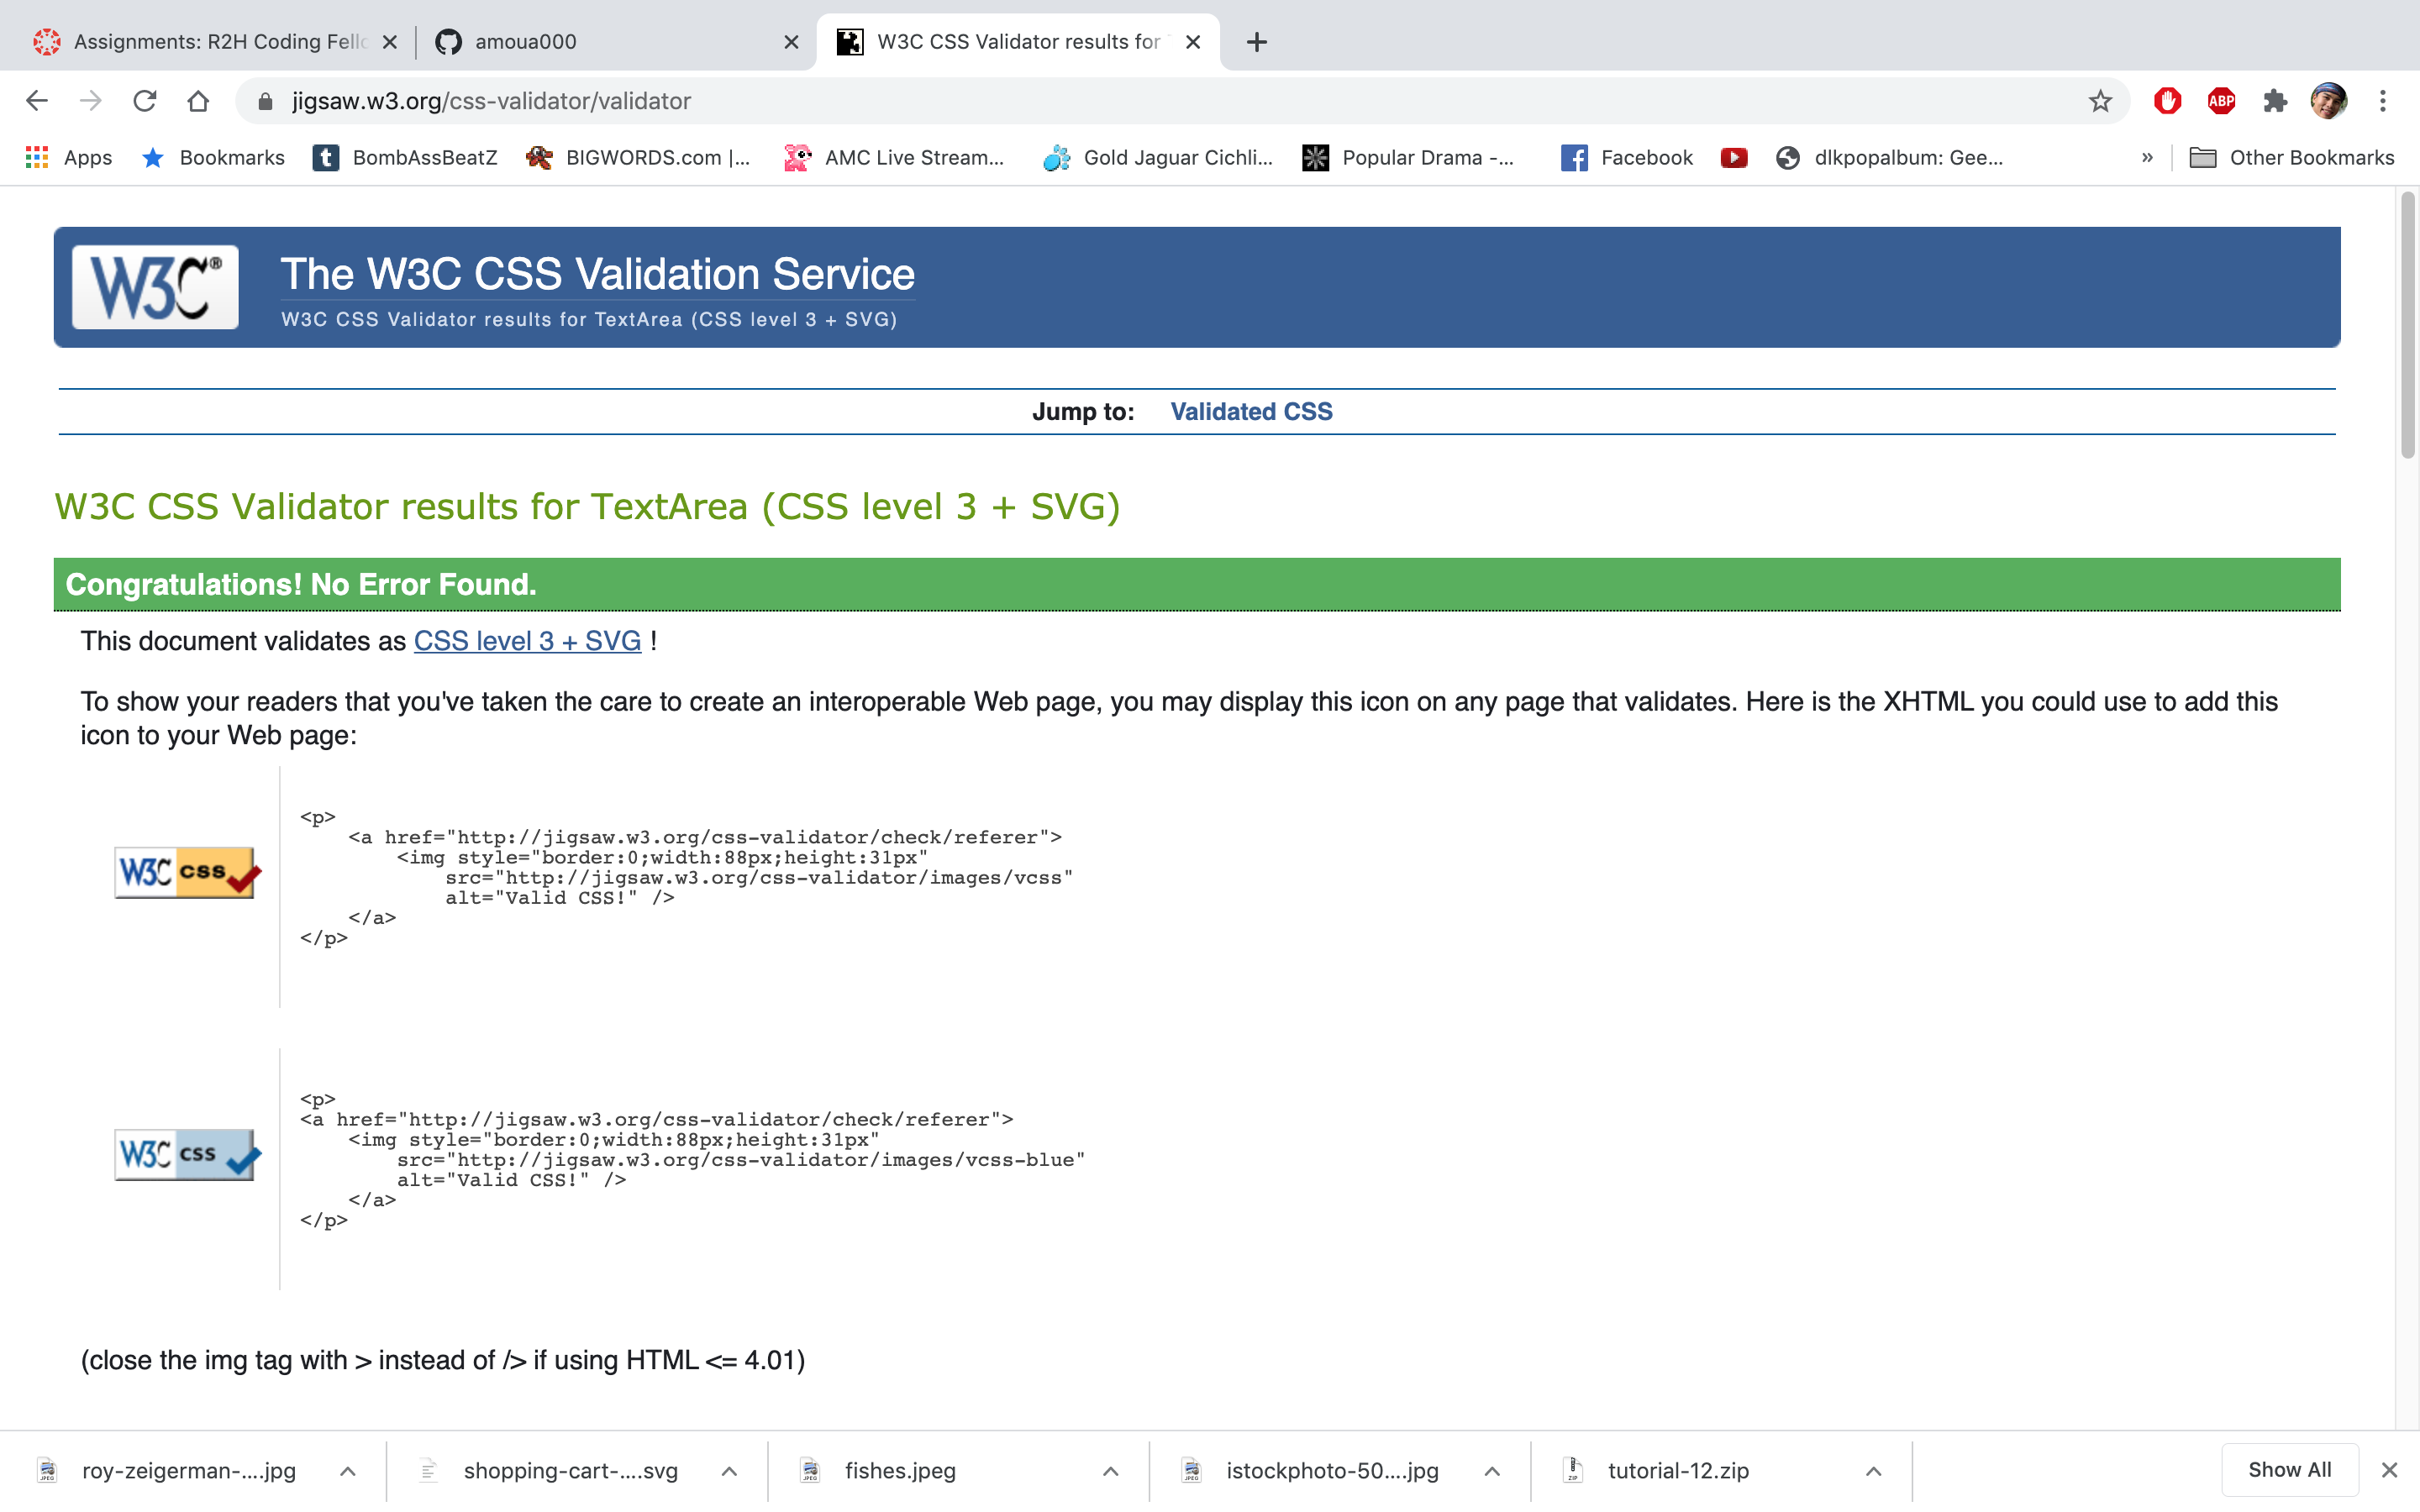 Assignments: R2H Coding Fello
amoua000
W3C CSS Validator results for
jigsaw.w3.org/css-validator/validator
ABP
Apps
Bookmarks
t BombAssBeatZ
BIGWORDS.com |...
AMC Live Stream...
Gold Jaguar Cichli...
Popular Drama -...
f Facebook
dlkpopalbum: Gee...
»
Other Bookmarks
W3C®
The W3C CSS Validation Service
W3C CSS Validator results for TextArea (CSS level 3 + SVG)
Jump to: Validated CSS
W3C CSS Validator results for TextArea (CSS level 3 + SVG)
Congratulations! No Error Found.
This document validates as CSS level 3 + SVG !
To show your readers that you've taken the care to create an interoperable Web page, you may display this icon on any page that validates. Here is the XHTML you could use to add this
icon to your Web page:
W3C css
<p>
<a href="http://jigsaw.w3.org/css-validator/check/referer">
<img style="border:0;width:88px;height:31px"
src="http://jigsaw.w3.org/css-validator/images/vcss"
alt="Valid CSS!" />
</a>
</p>
W3C css
<p>
<a href="http://jigsaw.w3.org/css-validator/check/referer">
<img style="border:0;width:88px;height:31px"
src="http://jigsaw.w3.org/css-validator/images/vcss-blue"
alt="Valid CSS!" />
</a>
</p>
(close the img tag with > instead of /> if using HTML <= 4.01)
JPEG roy-zeigerman-....jpg
shopping-cart-....svg
JPEG fishes.jpeg
JPEG istockphoto-50....jpg
ZIP tutorial-12.zip
Show All